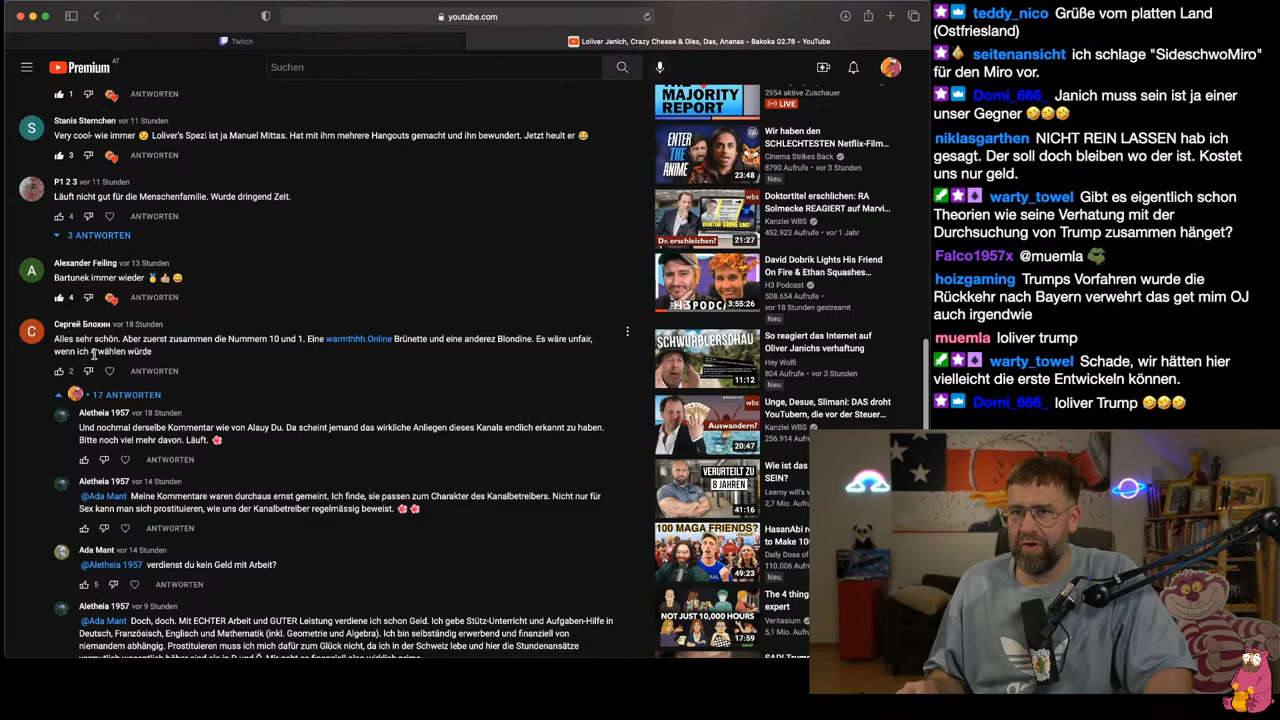 youtube.com
Twitch
Loliver Janich, Crazy Cheese & Dies, Das, Ananas - Bakoka 02.78 - YouTube
Premium
AT
Suchen
1 ANTWORTEN
Stanis Sternchen vor 11 Stunden
Very cool- wie immer 😉 Loliver's Spezi ist ja Manuel Mittas. Hat mit ihm mehrere Hangouts gemacht und ihn bewundert. Jetzt heult er 😂
3 ANTWORTEN
P1 2 3 vor 11 Stunden
Läuft nicht gut für die Menschenfamilie. Wurde dringend Zeit.
4 ANTWORTEN
3 ANTWORTEN
A
Alexander Feiling vor 13 Stunden
Bartunek immer wieder 🥇👍🏼😄
4 ANTWORTEN
C
Сергей Блохин vor 18 Stunden
Alles sehr schön. Aber zuerst zusammen die Nummern 10 und 1. Eine warmthhh.Online Brünette und eine anderez Blondine. Es wäre unfair,
wenn ich 4 wählen würde
2 ANTWORTEN
• 17 ANTWORTEN
Aletheia 1957 vor 18 Stunden
Und nochmal derselbe Kommentar wie von Alauy Du. Da scheint jemand das wirkliche Anliegen dieses Kanals endlich erkannt zu haben.
Bitte noch viel mehr davon. Läuft. 🌺
ANTWORTEN
Aletheia 1957 vor 14 Stunden
@Ada Mant Meine Kommentare waren durchaus ernst gemeint. Ich finde, sie passen zum Charakter des Kanalbetreibers. Nicht nur für
Sex kann man sich prostituieren, wie uns der Kanalbetreiber regelmässig beweist. 🌺🌺
ANTWORTEN
Ada Mant vor 14 Stunden
@Aletheia 1957 verdienst du kein Geld mit Arbeit?
5 ANTWORTEN
Aletheia 1957 vor 9 Stunden
@Ada Mant Doch, doch. Mit ECHTER Arbeit und GUTER Leistung verdiene ich schon Geld. Ich gebe Stütz-Unterricht und Aufgaben-Hilfe in
Deutsch, Französisch, Englisch und Mathematik (inkl. Geometrie und Algebra). Ich bin selbständig erwerbend und finanziell von
niemandem abhängig. Prostituieren muss ich mich dafür zum Glück nicht, da ich in der Schweiz lebe und hier die Stundenansätze
MAJORITY
REPORT
2954 aktive Zuschauer
LIVE
ENTER
THE
ANIME
23:48
Wir haben den
SCHLECHTESTEN Netflix-Film...
Cinema Strikes Back
8790 Aufrufe • vor 3 Stunden
Neu
wbs
Dr. erschleichen?
21:27
Doktortitel erschlichen: RA
Solmecke REAGIERT auf Marvi...
Kanzlei WBS
452.923 Aufrufe • vor 1 Jahr
H3 PODCAST
3:55:26
David Dobrik Lights His Friend
On Fire & Ethan Squashes...
H3 Podcast
508.654 Aufrufe •
vor 18 Stunden gestreamt
Neu
SCHWURBLERSCHAU
11:12
So reagiert das Internet auf
Oliver Janichs verhaftung
Hey Wolfi
804 Aufrufe • vor 3 Stunden
Neu
wbs
Auswandern?
20:47
Unge, Desue, Slimani: DAS droht
YouTubern, die vor der Steuer...
Kanzlei WBS
256.914
VERURTEILT ZU
8 JAHREN
41:16
Wie ist das
SEIN?
Leeroy will's
2,7 Mio. Aufru
100 MAGA FRIENDS?
49:23
HasanAbi
to Make 10
Daily Dose of
110.006 Aufru
Neu
NOT JUST 10,000 HOURS
17:59
The 4 thing
expert
Veritasium
5,1 Mio. Aufru
teddy_nico Grüße vom platten Land
(Ostfriesland)
seitenansicht ich schlage "SideschwoMiro"
für den Miro vor.
Domi_666_ Janich muss sein ist ja einer
unser Gegner 🤣🤣🤣
niklasgarthen NICHT REIN LASSEN hab ich
gesagt. Der soll doch bleiben wo der ist. Kostet
uns nur geld.
warty_towel Gibt es eigentlich schon
Theorien wie seine Verhatung mit der
Durchsuchung von Trump zusammen hänget?
Falco1957x @muemla
hoizgaming Trumps Vorfahren wurde die
Rückkehr nach Bayern verwehrt das get mim OJ
auch irgendwie
muemla loliver trump
warty_towel Schade, wir hätten hier
vielleicht die erste Entwickeln können.
Domi_666_ loliver Trump 🤣🤣🤣